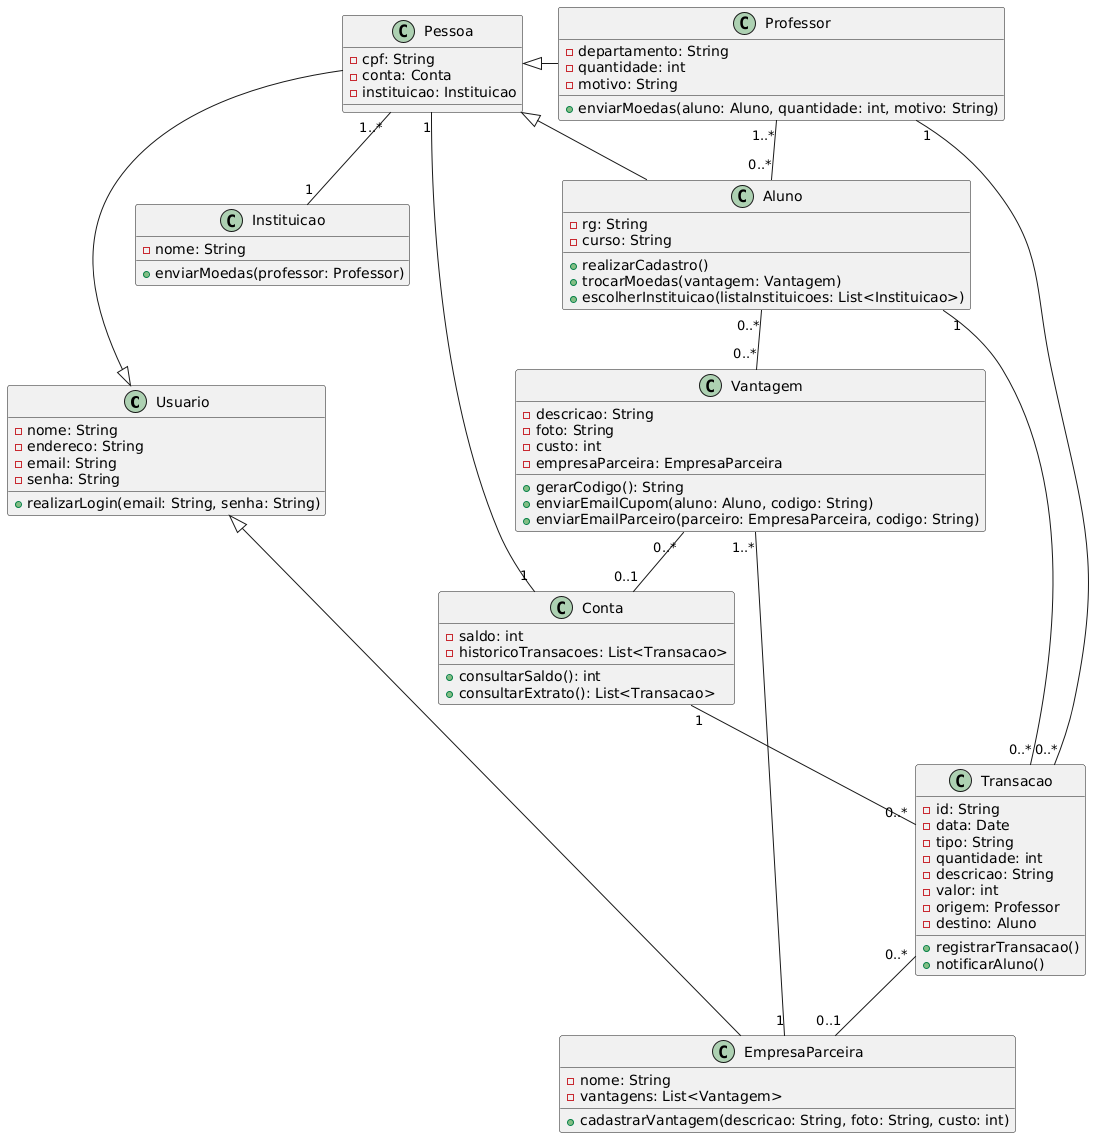 C Pessoa
cpf: String
conta: Conta
instituicao: Instituicao
C Professor
departamento: String
quantidade: int
motivo: String
enviarMoedas(aluno: Aluno, quantidade: int, motivo: String)
1..*
1
1..*
1
0..*
1
C Aluno
rg: String
curso: String
realizarCadastro()
trocarMoedas(vantagem: Vantagem)
escolherInstituicao(listaInstituicoes: List<Instituicao>)
C Instituicao
nome: String
enviarMoedas(professor: Professor)
0..*
1
0..*
C Usuario
nome: String
endereco: String
email: String
senha: String
realizarLogin(email: String, senha: String)
C Vantagem
descricao: String
foto: String
custo: int
empresaParceira: EmpresaParceira
gerarCodigo(): String
enviarEmailCupom(aluno: Aluno, codigo: String)
enviarEmailParceiro(parceiro: EmpresaParceira, codigo: String)
0..*
1..*
1
0..1
C Conta
saldo: int
historicoTransacoes: List<Transacao>
consultarSaldo(): int
consultarExtrato(): List<Transacao>
1
0..*
0..*
0..*
C Transacao
id: String
data: Date
tipo: String
quantidade: int
descricao: String
valor: int
origem: Professor
destino: Aluno
registrarTransacao()
notificarAluno()
0..*
1
0..1
C EmpresaParceira
nome: String
vantagens: List<Vantagem>
cadastrarVantagem(descricao: String, foto: String, custo: int)